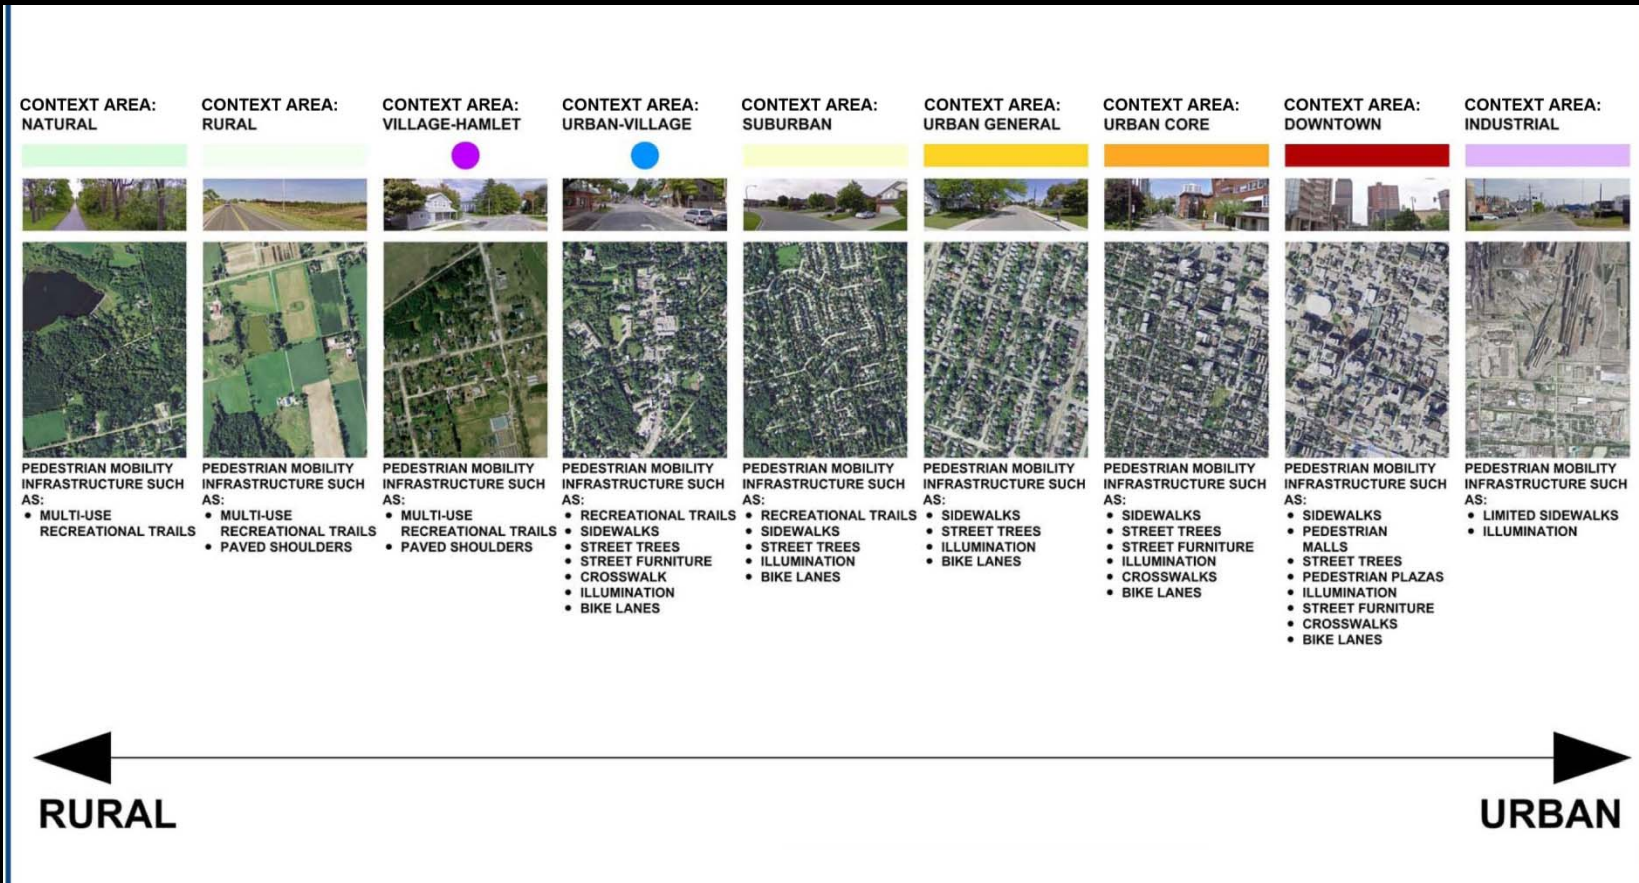 CONTEXT AREA:
NATURAL
PEDESTRIAN MOBILITY
INFRASTRUCTURE SUCH
AS:
• MULTI-USE
RECREATIONAL TRAILS
CONTEXT AREA:
RURAL
PEDESTRIAN MOBILITY
INFRASTRUCTURE SUCH
AS:
• MULTI-USE
RECREATIONAL TRAILS
• PAVED SHOULDERS
CONTEXT AREA:
VILLAGE-HAMLET
PEDESTRIAN MOBILITY
INFRASTRUCTURE SUCH
AS:
• MULTI-USE
RECREATIONAL TRAILS
• PAVED SHOULDERS
CONTEXT AREA:
URBAN-VILLAGE
PEDESTRIAN MOBILITY
INFRASTRUCTURE SUCH
AS:
• RECREATIONAL TRAILS
• SIDEWALKS
• STREET TREES
• STREET FURNITURE
• CROSSWALK
• ILLUMINATION
• BIKE LANES
CONTEXT AREA:
SUBURBAN
PEDESTRIAN MOBILITY
INFRASTRUCTURE SUCH
AS:
• RECREATIONAL TRAILS
• SIDEWALKS
• STREET TREES
• ILLUMINATION
• BIKE LANES
CONTEXT AREA:
URBAN GENERAL
PEDESTRIAN MOBILITY
INFRASTRUCTURE SUCH
AS:
• SIDEWALKS
• STREET TREES
• ILLUMINATION
• BIKE LANES
CONTEXT AREA:
URBAN CORE
PEDESTRIAN MOBILITY
INFRASTRUCTURE SUCH
AS:
• SIDEWALKS
• STREET TREES
• STREET FURNITURE
• ILLUMINATION
• CROSSWALKS
• BIKE LANES
CONTEXT AREA:
DOWNTOWN
PEDESTRIAN MOBILITY
INFRASTRUCTURE SUCH
AS:
• SIDEWALKS
• PEDESTRIAN
MALLS
• STREET TREES
• PEDESTRIAN PLAZAS
• ILLUMINATION
• STREET FURNITURE
• CROSSWALKS
• BIKE LANES
CONTEXT AREA:
INDUSTRIAL
PEDESTRIAN MOBILITY
INFRASTRUCTURE SUCH
AS:
• LIMITED SIDEWALKS
• ILLUMINATION
RURAL
URBAN